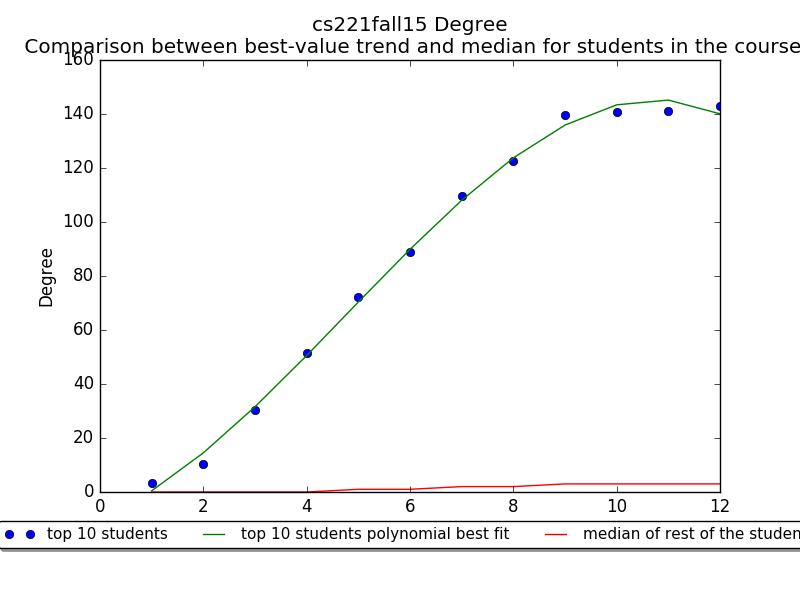 cs221fall15 Degree
Comparison between best-value trend and median for students in the course
160
140
120
100
80
60
40
20
0
Degree
0 2 4 6 8 10 12
top 10 students top 10 students polynomial best fit median of rest of the studen